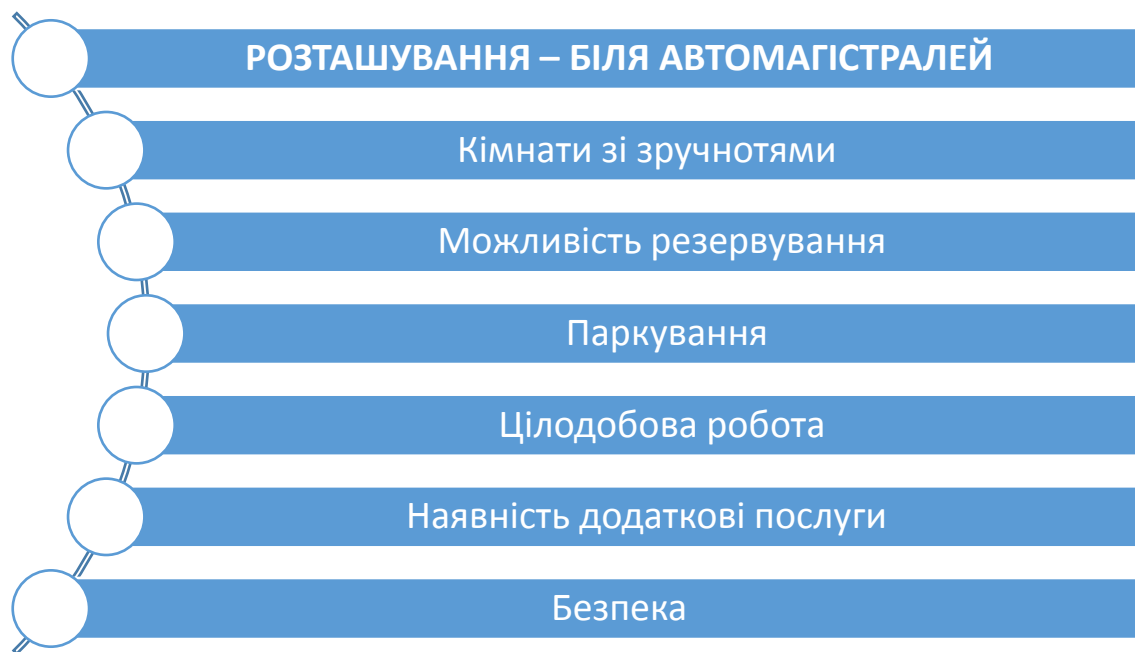 РОЗТАШУВАННЯ – БІЛЯ АВТОМАГІСТРАЛЕЙ
Кімнати зі зручнотями
Можливість резервування
Паркування
Цілодобова робота
Наявність додаткові послуги
Безпека